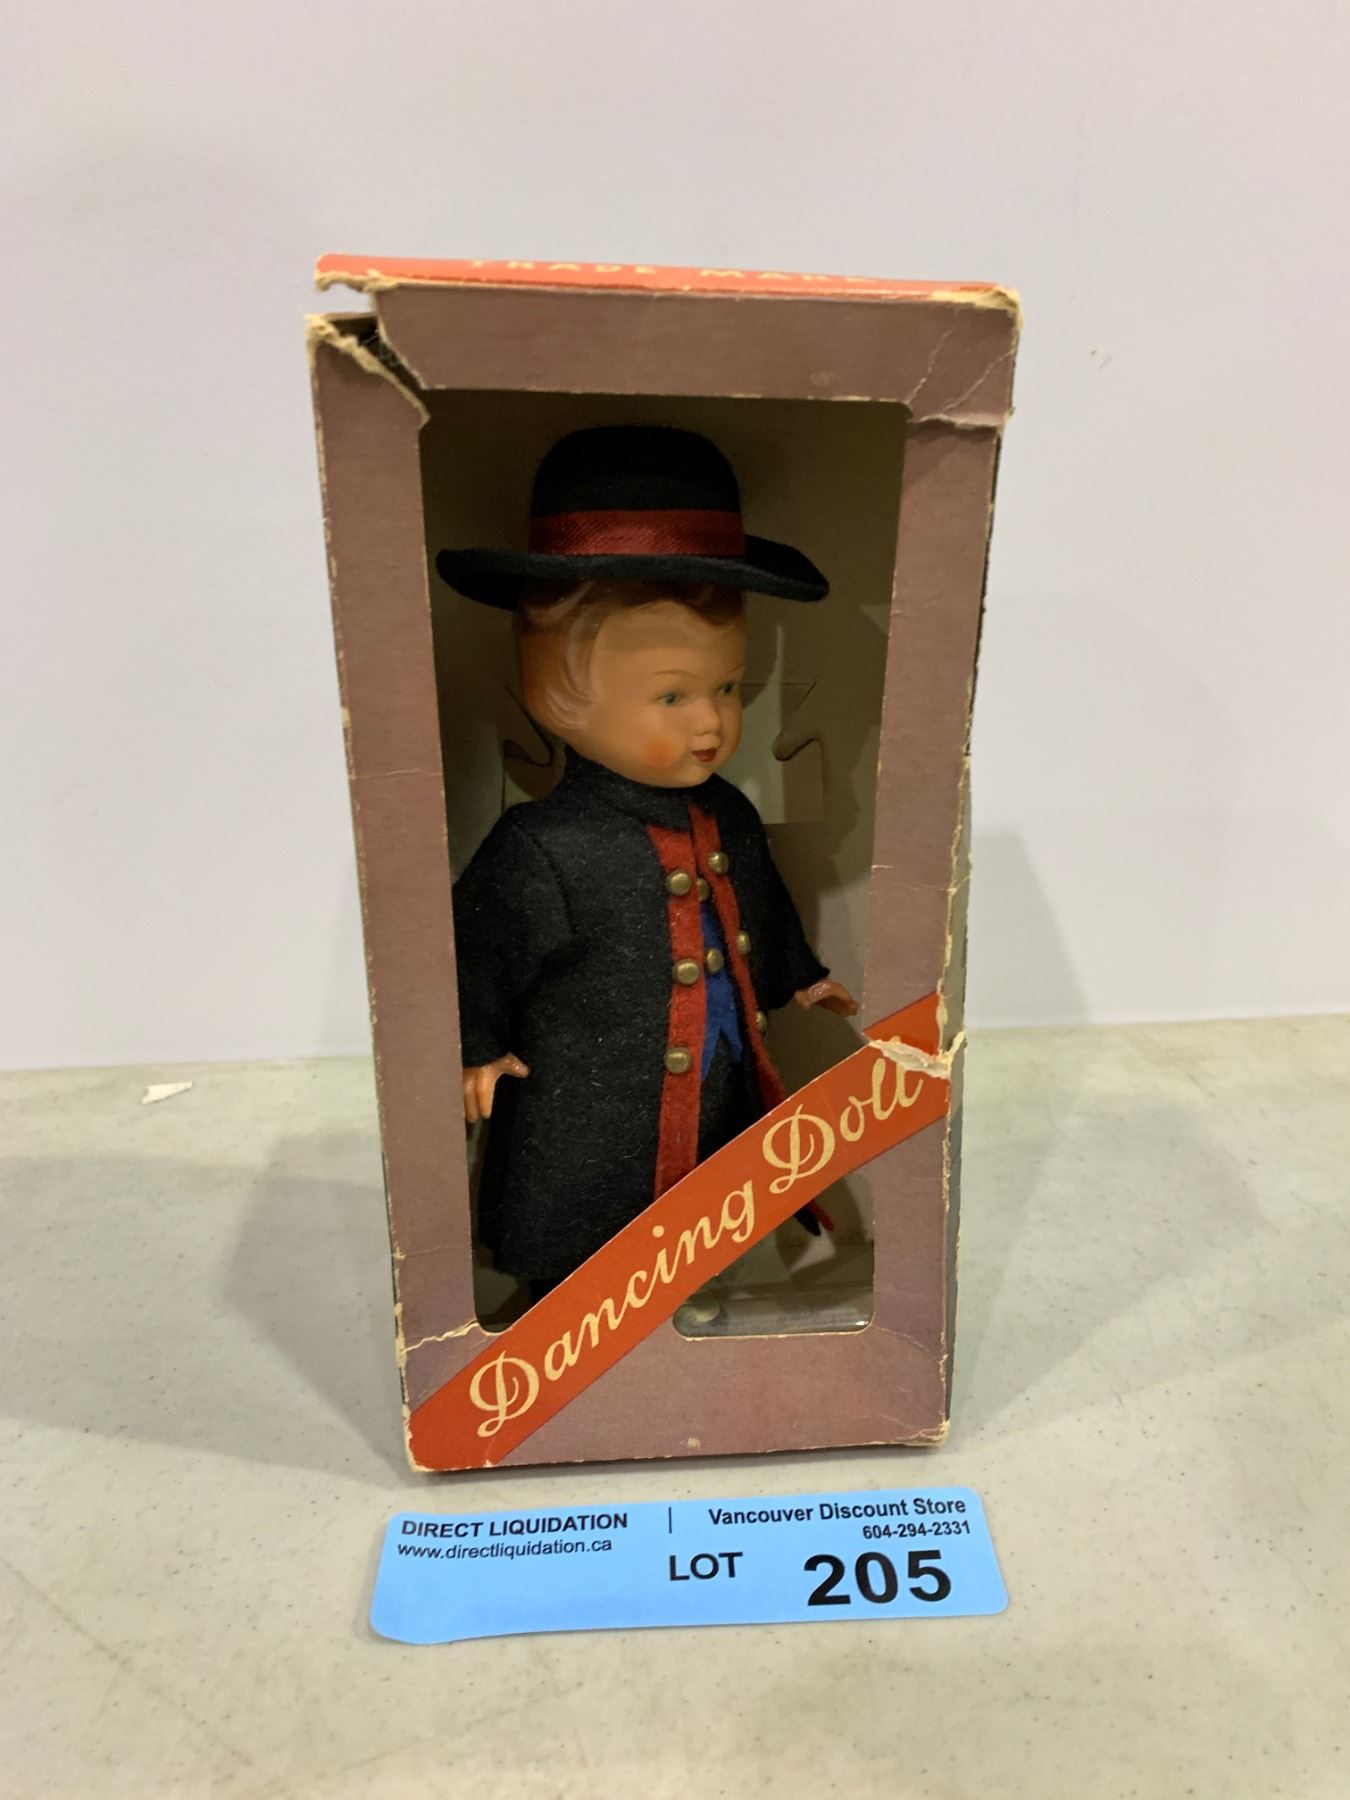 TRADE MARK
Dancing Doll
DIRECT LIQUIDATION | Vancouver Discount Store
www.directliquidation.ca 604-294-2331
LOT 205